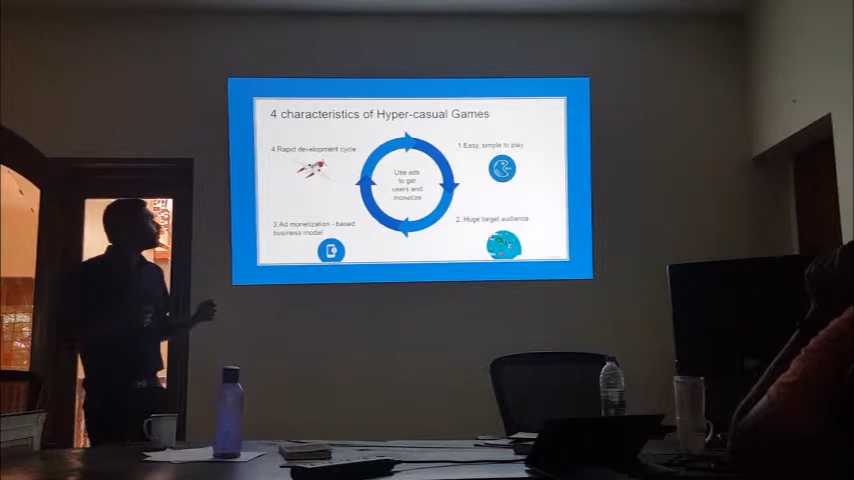 4 characteristics of Hyper-casual Games
4.Rapid development cycle
1.Easy, simple to play
Use ads
to get
users and
monetize
3.Ad monetization - based
business model
2. Huge target audience